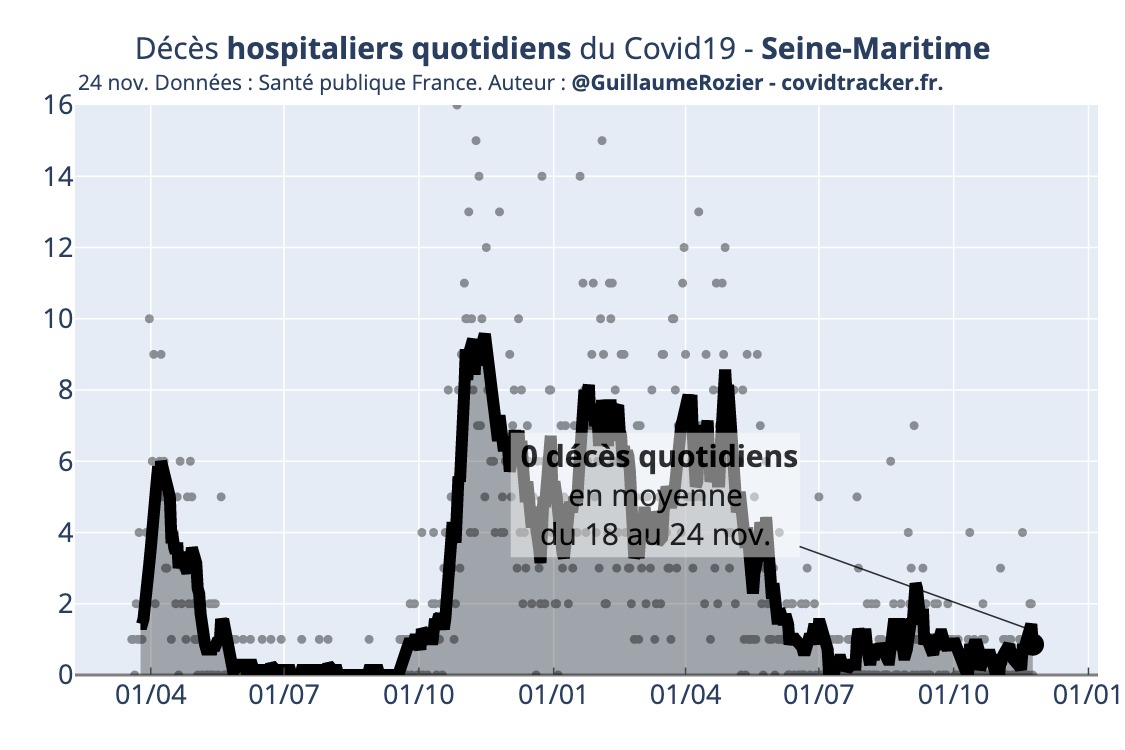 Décès hospitaliers quotidiens du Covid19 - Seine-Maritime
24 nov. Données : Santé publique France. Auteur : @GuillaumeRozier - covidtracker.fr.
16
14
12
10
8
6
4
2
0
0 décès quotidiens
en moyenne
du 18 au 24 nov.
01/04 01/07 01/10 01/01 01/04 01/07 01/10 01/01